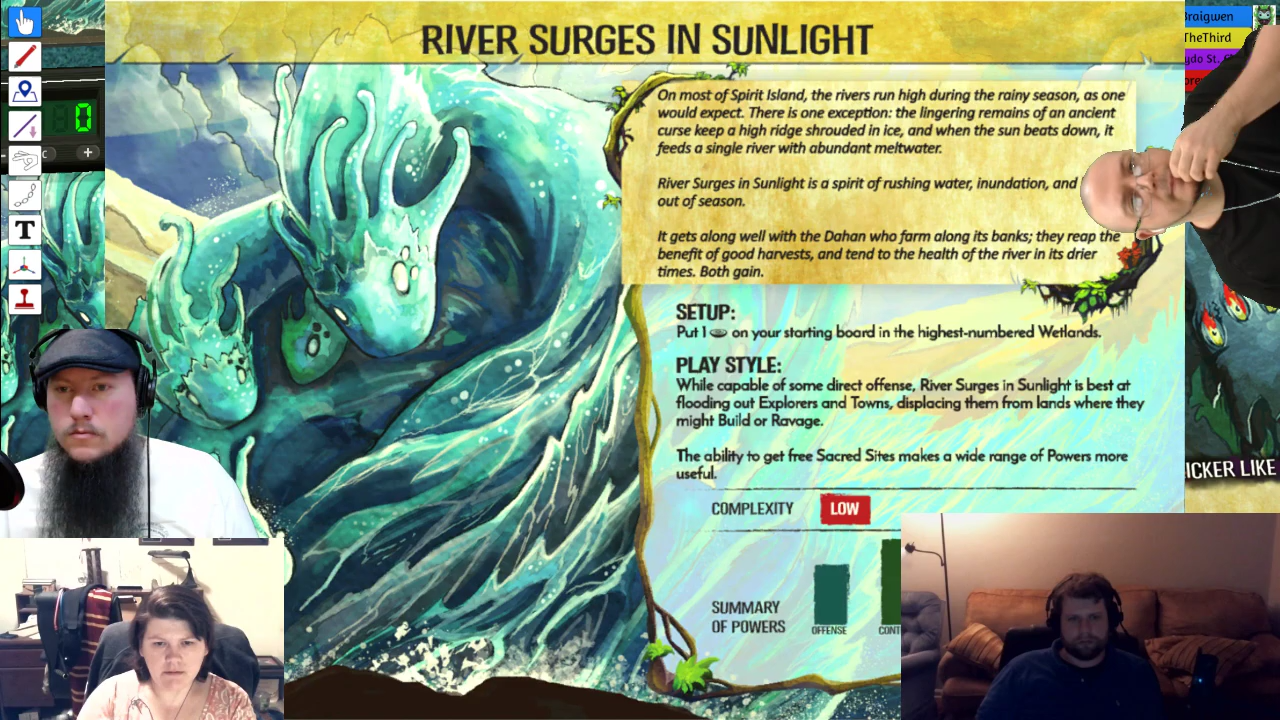 RIVER SURGES IN SUNLIGHT
On most of Spirit Island, the rivers run high during the rainy season, as one
would expect. There is one exception: the lingering remains of an ancient
curse keep a high ridge shrouded in ice, and when the sun beats down, it
feeds a single river with abundant meltwater.
River Surges in Sunlight is a spirit of rushing water, inundation, and
out of season.
It gets along well with the Dahan who farm along its banks; they reap the
benefit of good harvests, and tend to the health of the river in its drier
times. Both gain.
SETUP:
Put 1 on your starting board in the highest-numbered Wetlands.
PLAY STYLE:
While capable of some direct offense, River Surges in Sunlight is best at
flooding out Explorers and Towns, displacing them from lands where they
might Build or Ravage.
The ability to get free Sacred Sites makes a wide range of Powers more
useful.
COMPLEXITY LOW
SUMMARY
OF POWERS
OFFENSE CONT
T
0
C +
Braigwen
TheThird
ydo St.
ICKER LIKE